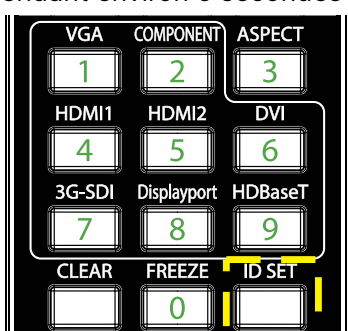 VGA COMPONENT ASPECT
1 2 3
HDMI1 HDMI2 DVI
4 5 6
3G-SDI Displayport HDBaseT
7 8 9
CLEAR FREEZE ID SET
0